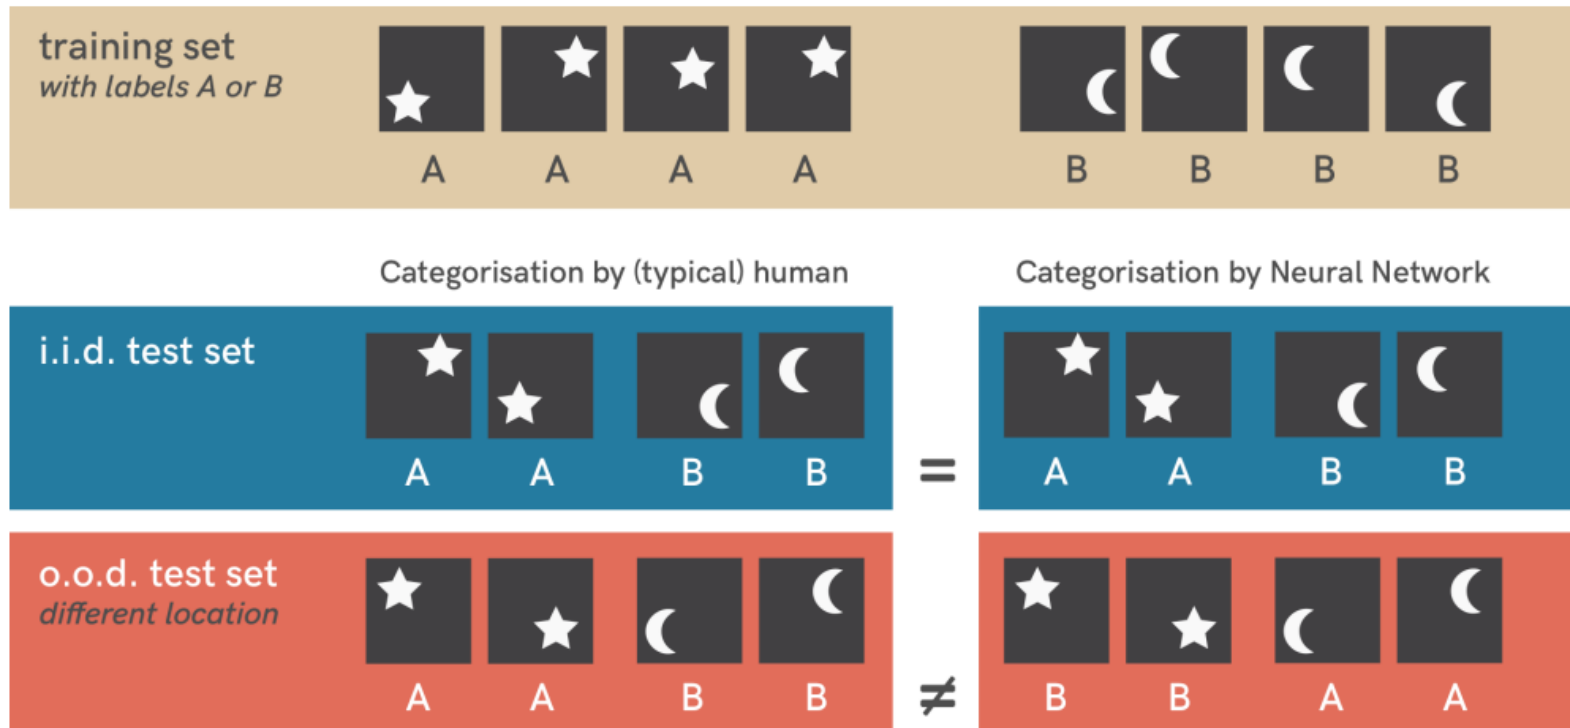 training set
with labels A or B
A A A A B B B B
Categorisation by (typical) human
Categorisation by Neural Network
i.i.d. test set
A A B B = A A B B
o.o.d. test set
different location
A A B B ≠ B B A A